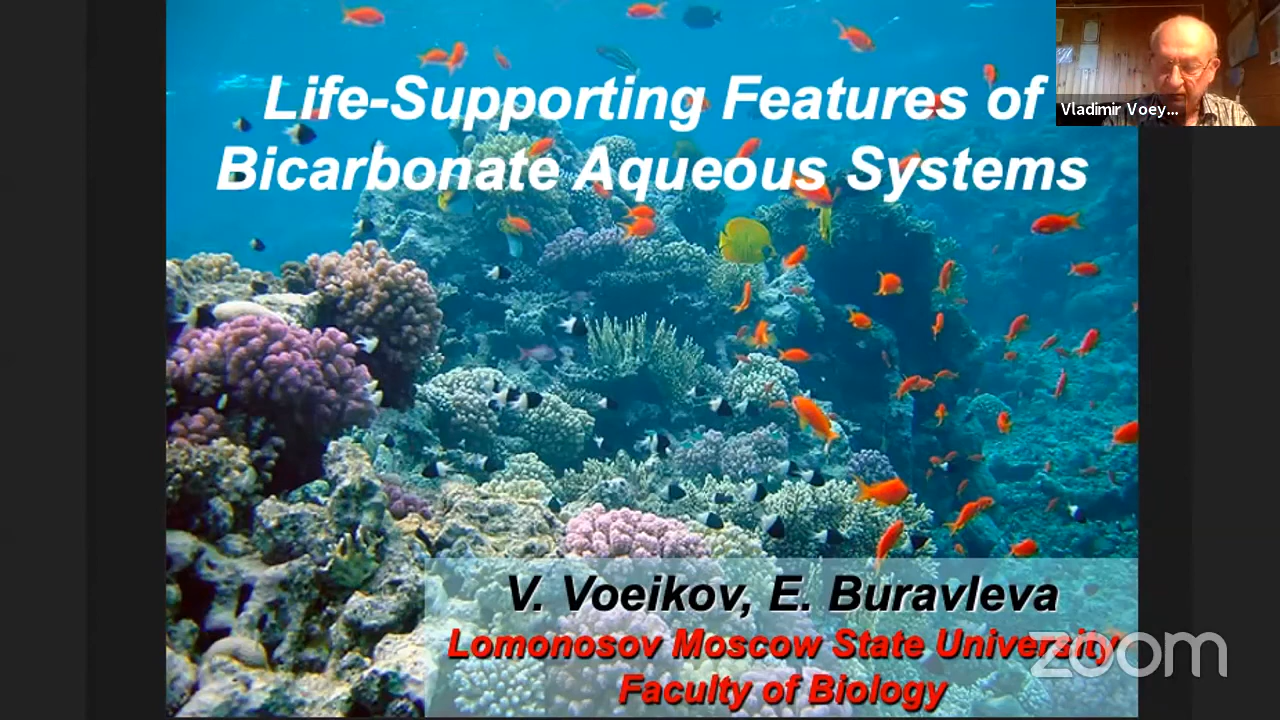 Life-Supporting Features of
Bicarbonate Aqueous Systems
Vladimir Voey...
V. Voeikov, E. Buravleva
Lomonosov Moscow State University
Faculty of Biology
zoom